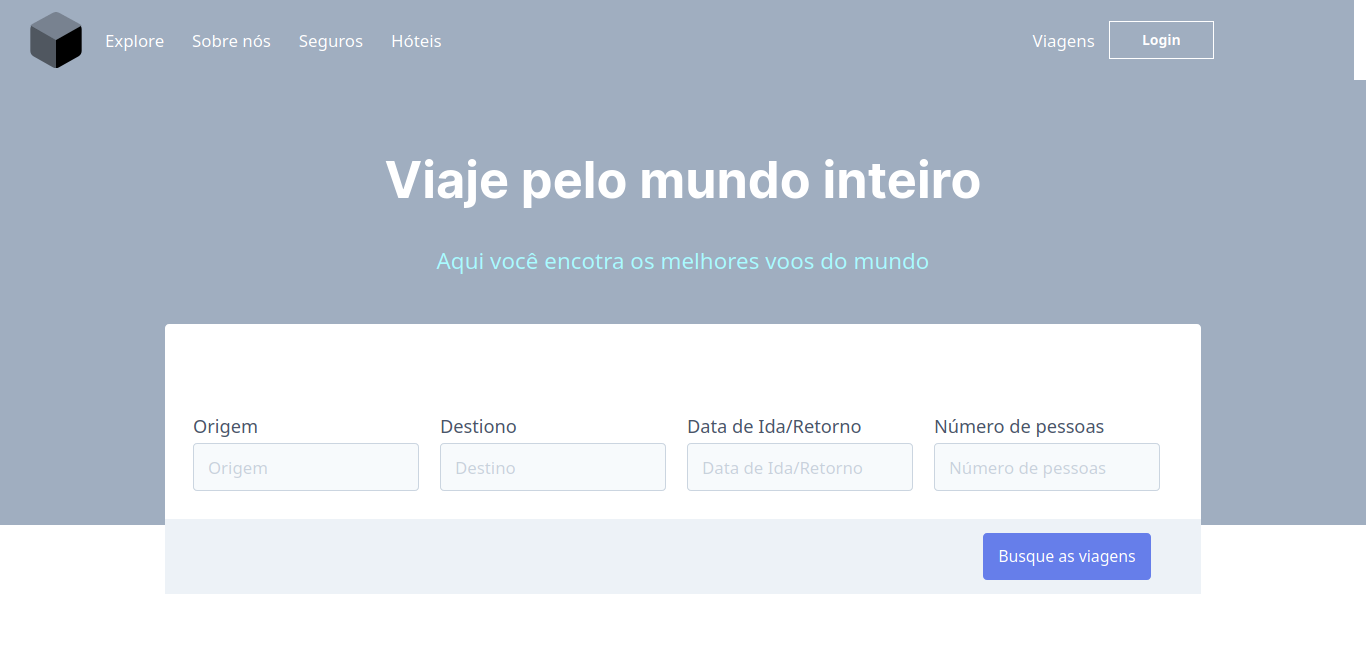 Explore Sobre nós Seguros Hóteis Viagens Login
Viaje pelo mundo inteiro
Aqui você encotra os melhores voos do mundo
Origem Destiono Data de Ida/Retorno Número de pessoas
Origem Destino Data de Ida/Retorno Número de pessoas
Busque as viagens